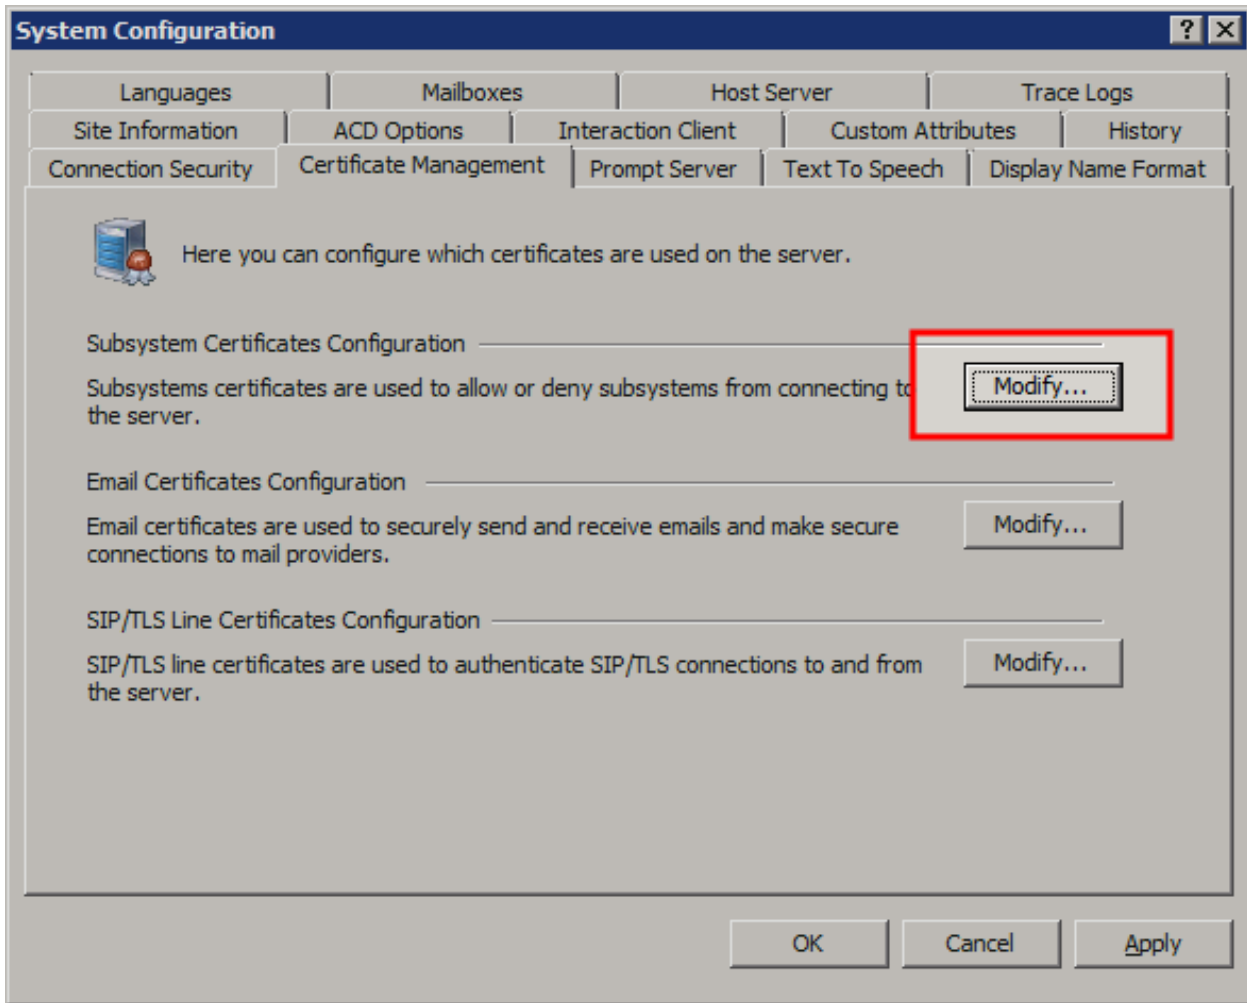 System Configuration
Languages Mailboxes Host Server Trace Logs
Site Information ACD Options Interaction Client Custom Attributes History
Connection Security Certificate Management Prompt Server Text To Speech Display Name Format
Here you can configure which certificates are used on the server.
Subsystem Certificates Configuration
Subsystems certificates are used to allow or deny subsystems from connecting to
the server.
Modify...
Email Certificates Configuration
Email certificates are used to securely send and receive emails and make secure
connections to mail providers.
Modify...
SIP/TLS Line Certificates Configuration
SIP/TLS line certificates are used to authenticate SIP/TLS connections to and from
the server.
Modify...
OK Cancel Apply